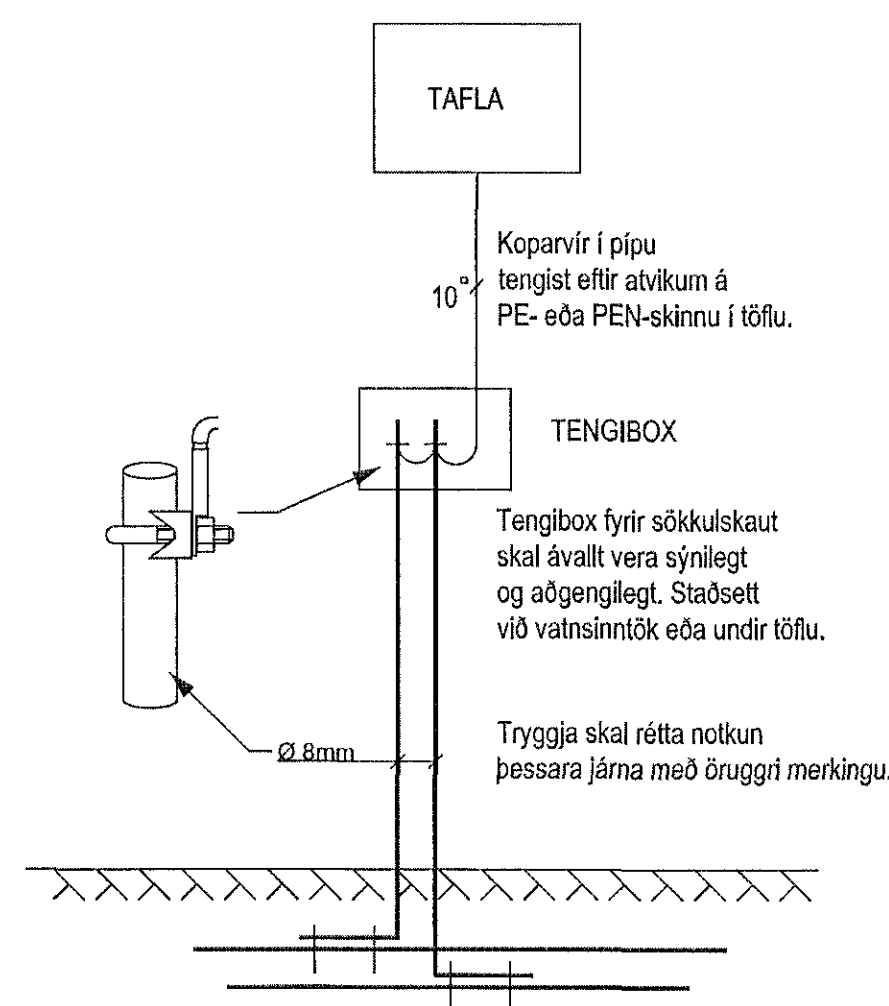 TAFLA
Koparvír í pípu
tengist eftir atvikum á
PE- eða PEN-skinnu í töflu.
10▫
TENGIBOX
Tengibox fyrir sökkulskaut
skal ávallt vera sýnilegt
og aðgengilegt. Staðsett
við vatnsinntök eða undir töflu.
Tryggja skal rétta notkun
þessara járna með öruggri merkingu.
Ø 8mm